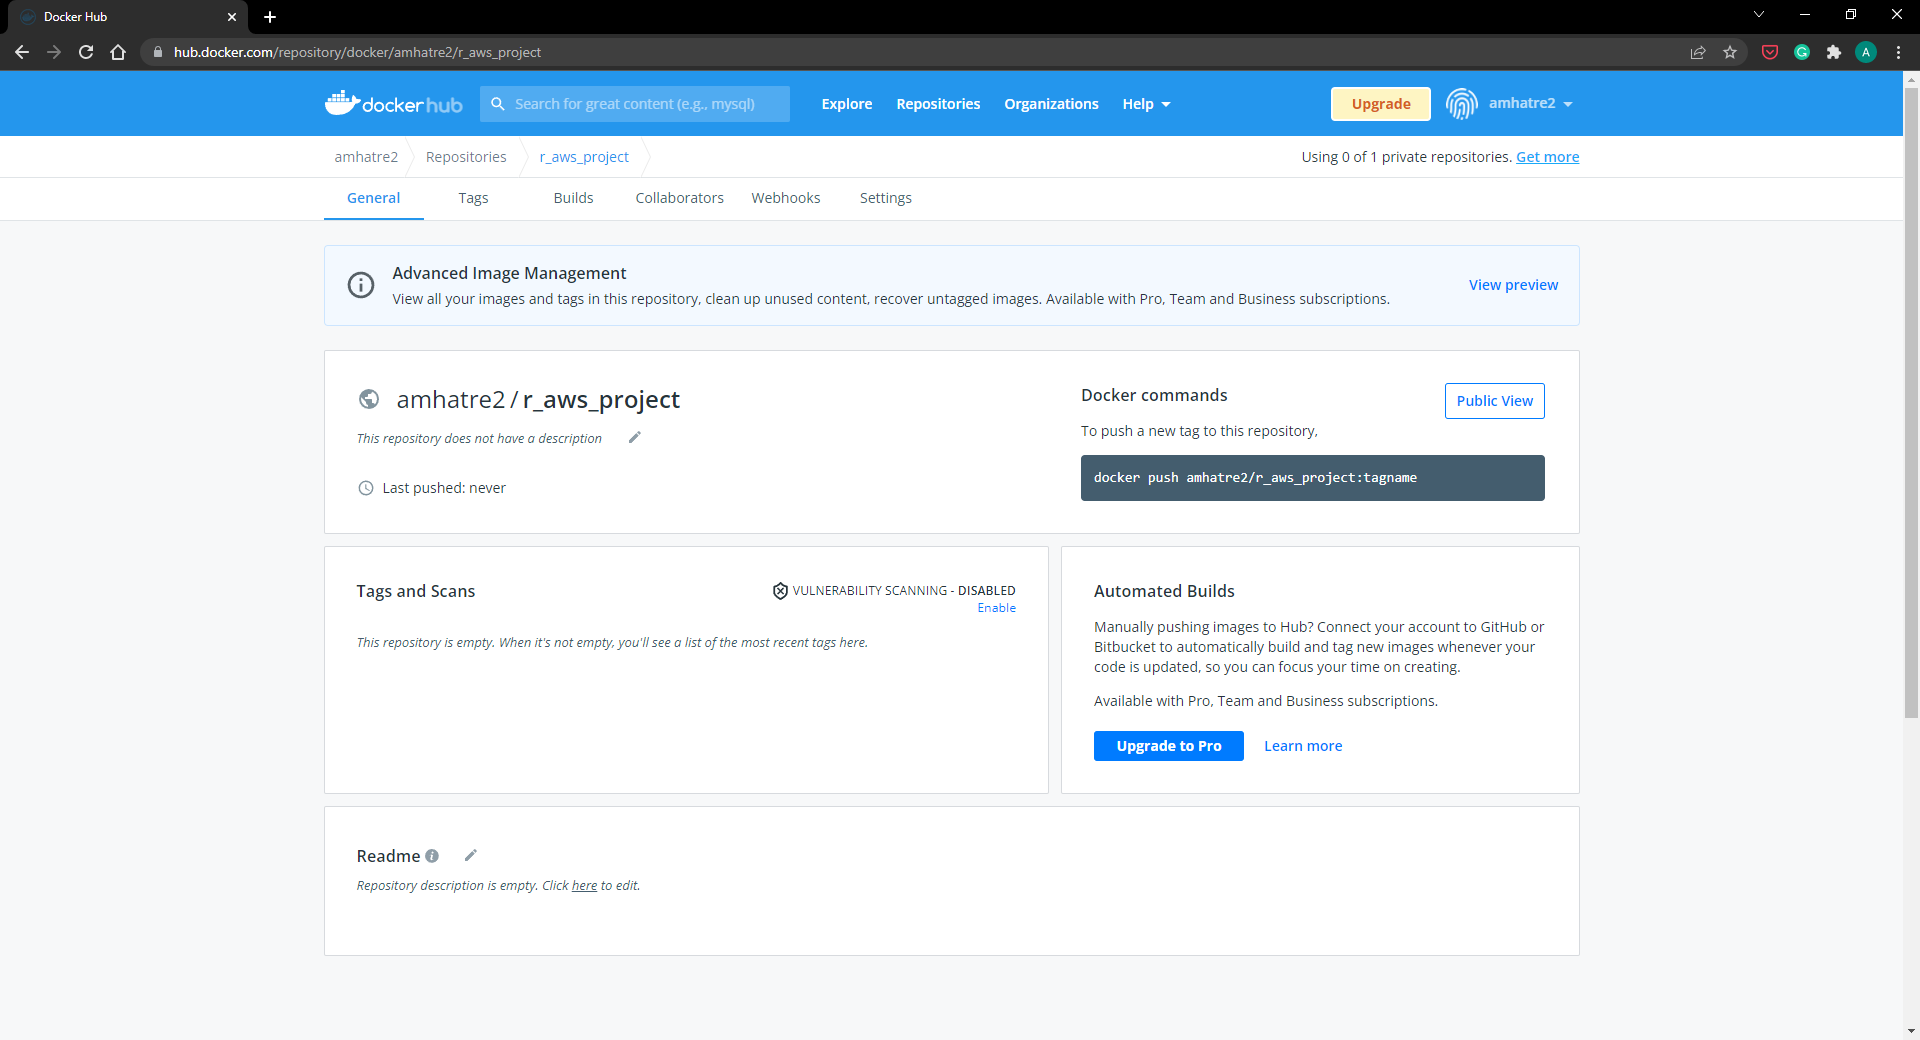 Docker Hub
hub.docker.com/repository/docker/amhatre2/r_aws_project
A
docker hub
Search for great content (e.g., mysql)
Explore
Repositories
Organizations
Help
Upgrade
amhatre2
amhatre2
Repositories
r_aws_project
Using 0 of 1 private repositories. Get more
General
Tags
Builds
Collaborators
Webhooks
Settings
Advanced Image Management
View all your images and tags in this repository, clean up unused content, recover untagged images. Available with Pro, Team and Business subscriptions.
View preview
amhatre2 / r_aws_project
This repository does not have a description
Last pushed: never
Docker commands
Public View
To push a new tag to this repository,
docker push amhatre2/r_aws_project:tagname
Tags and Scans
VULNERABILITY SCANNING - DISABLED
Enable
This repository is empty. When it's not empty, you'll see a list of the most recent tags here.
Automated Builds
Manually pushing images to Hub? Connect your account to GitHub or
Bitbucket to automatically build and tag new images whenever your
code is updated, so you can focus your time on creating.
Available with Pro, Team and Business subscriptions.
Upgrade to Pro
Learn more
Readme
Repository description is empty. Click here to edit.